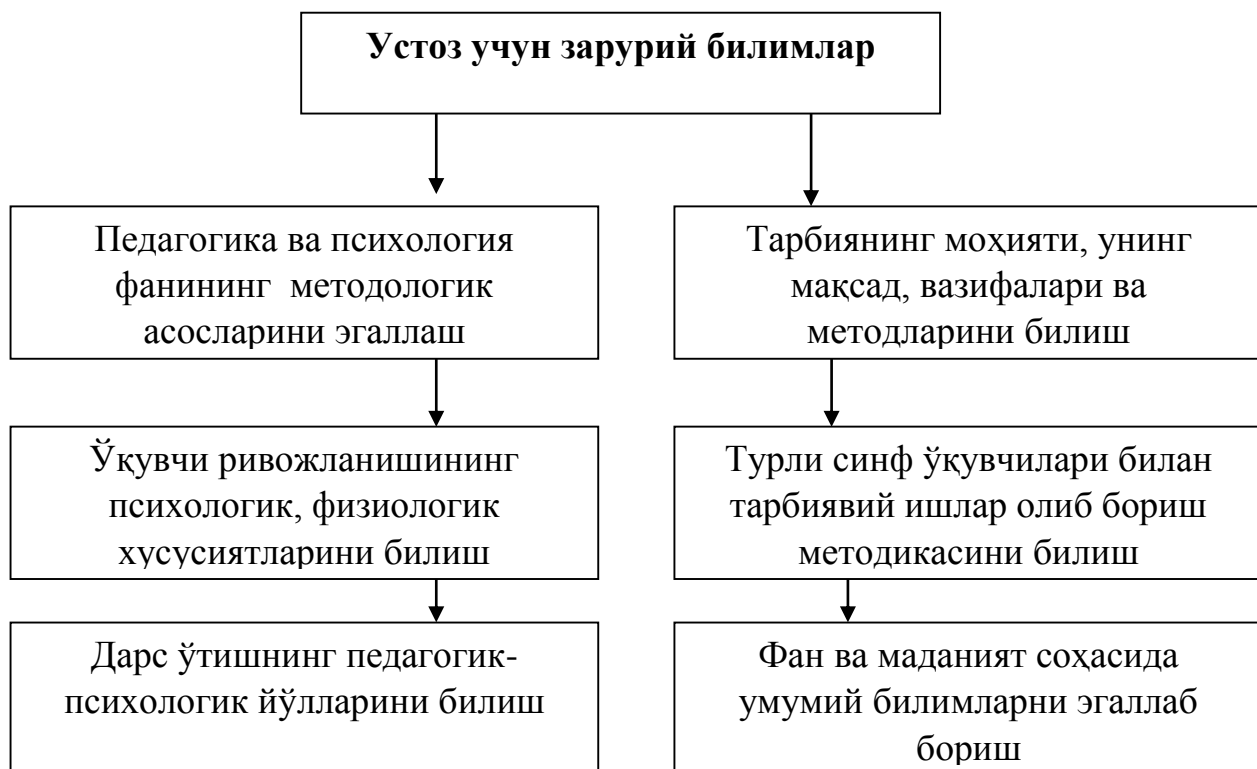 Устоз учун зарурий билимлар
Педагогика ва психология
фанининг методологик
асосларини эгаллаш
Тарбиянинг моҳияти, унинг
мақсад, вазифалари ва
методларини билиш
Ўқувчи ривожланишининг
психологик, физиологик
хусусиятларини билиш
Турли синф ўқувчилари билан
тарбиявий ишлар олиб бориш
методикасини билиш
Дарс ўтишнинг педагогик-
психологик йўлларини билиш
Фан ва маданият соҳасида
умумий билимларни эгаллаб
бориш